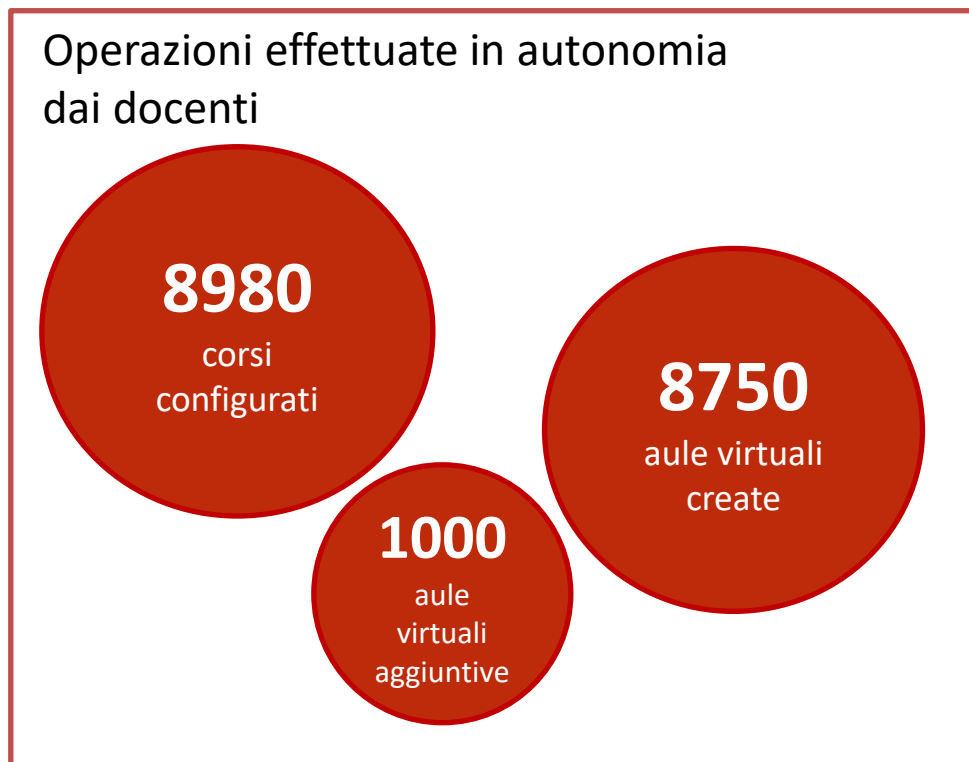 Operazioni effettuate in autonomia
dai docenti
8980
corsi
configurati
8750
aule virtuali
create
1000
aule
virtuali
aggiuntive